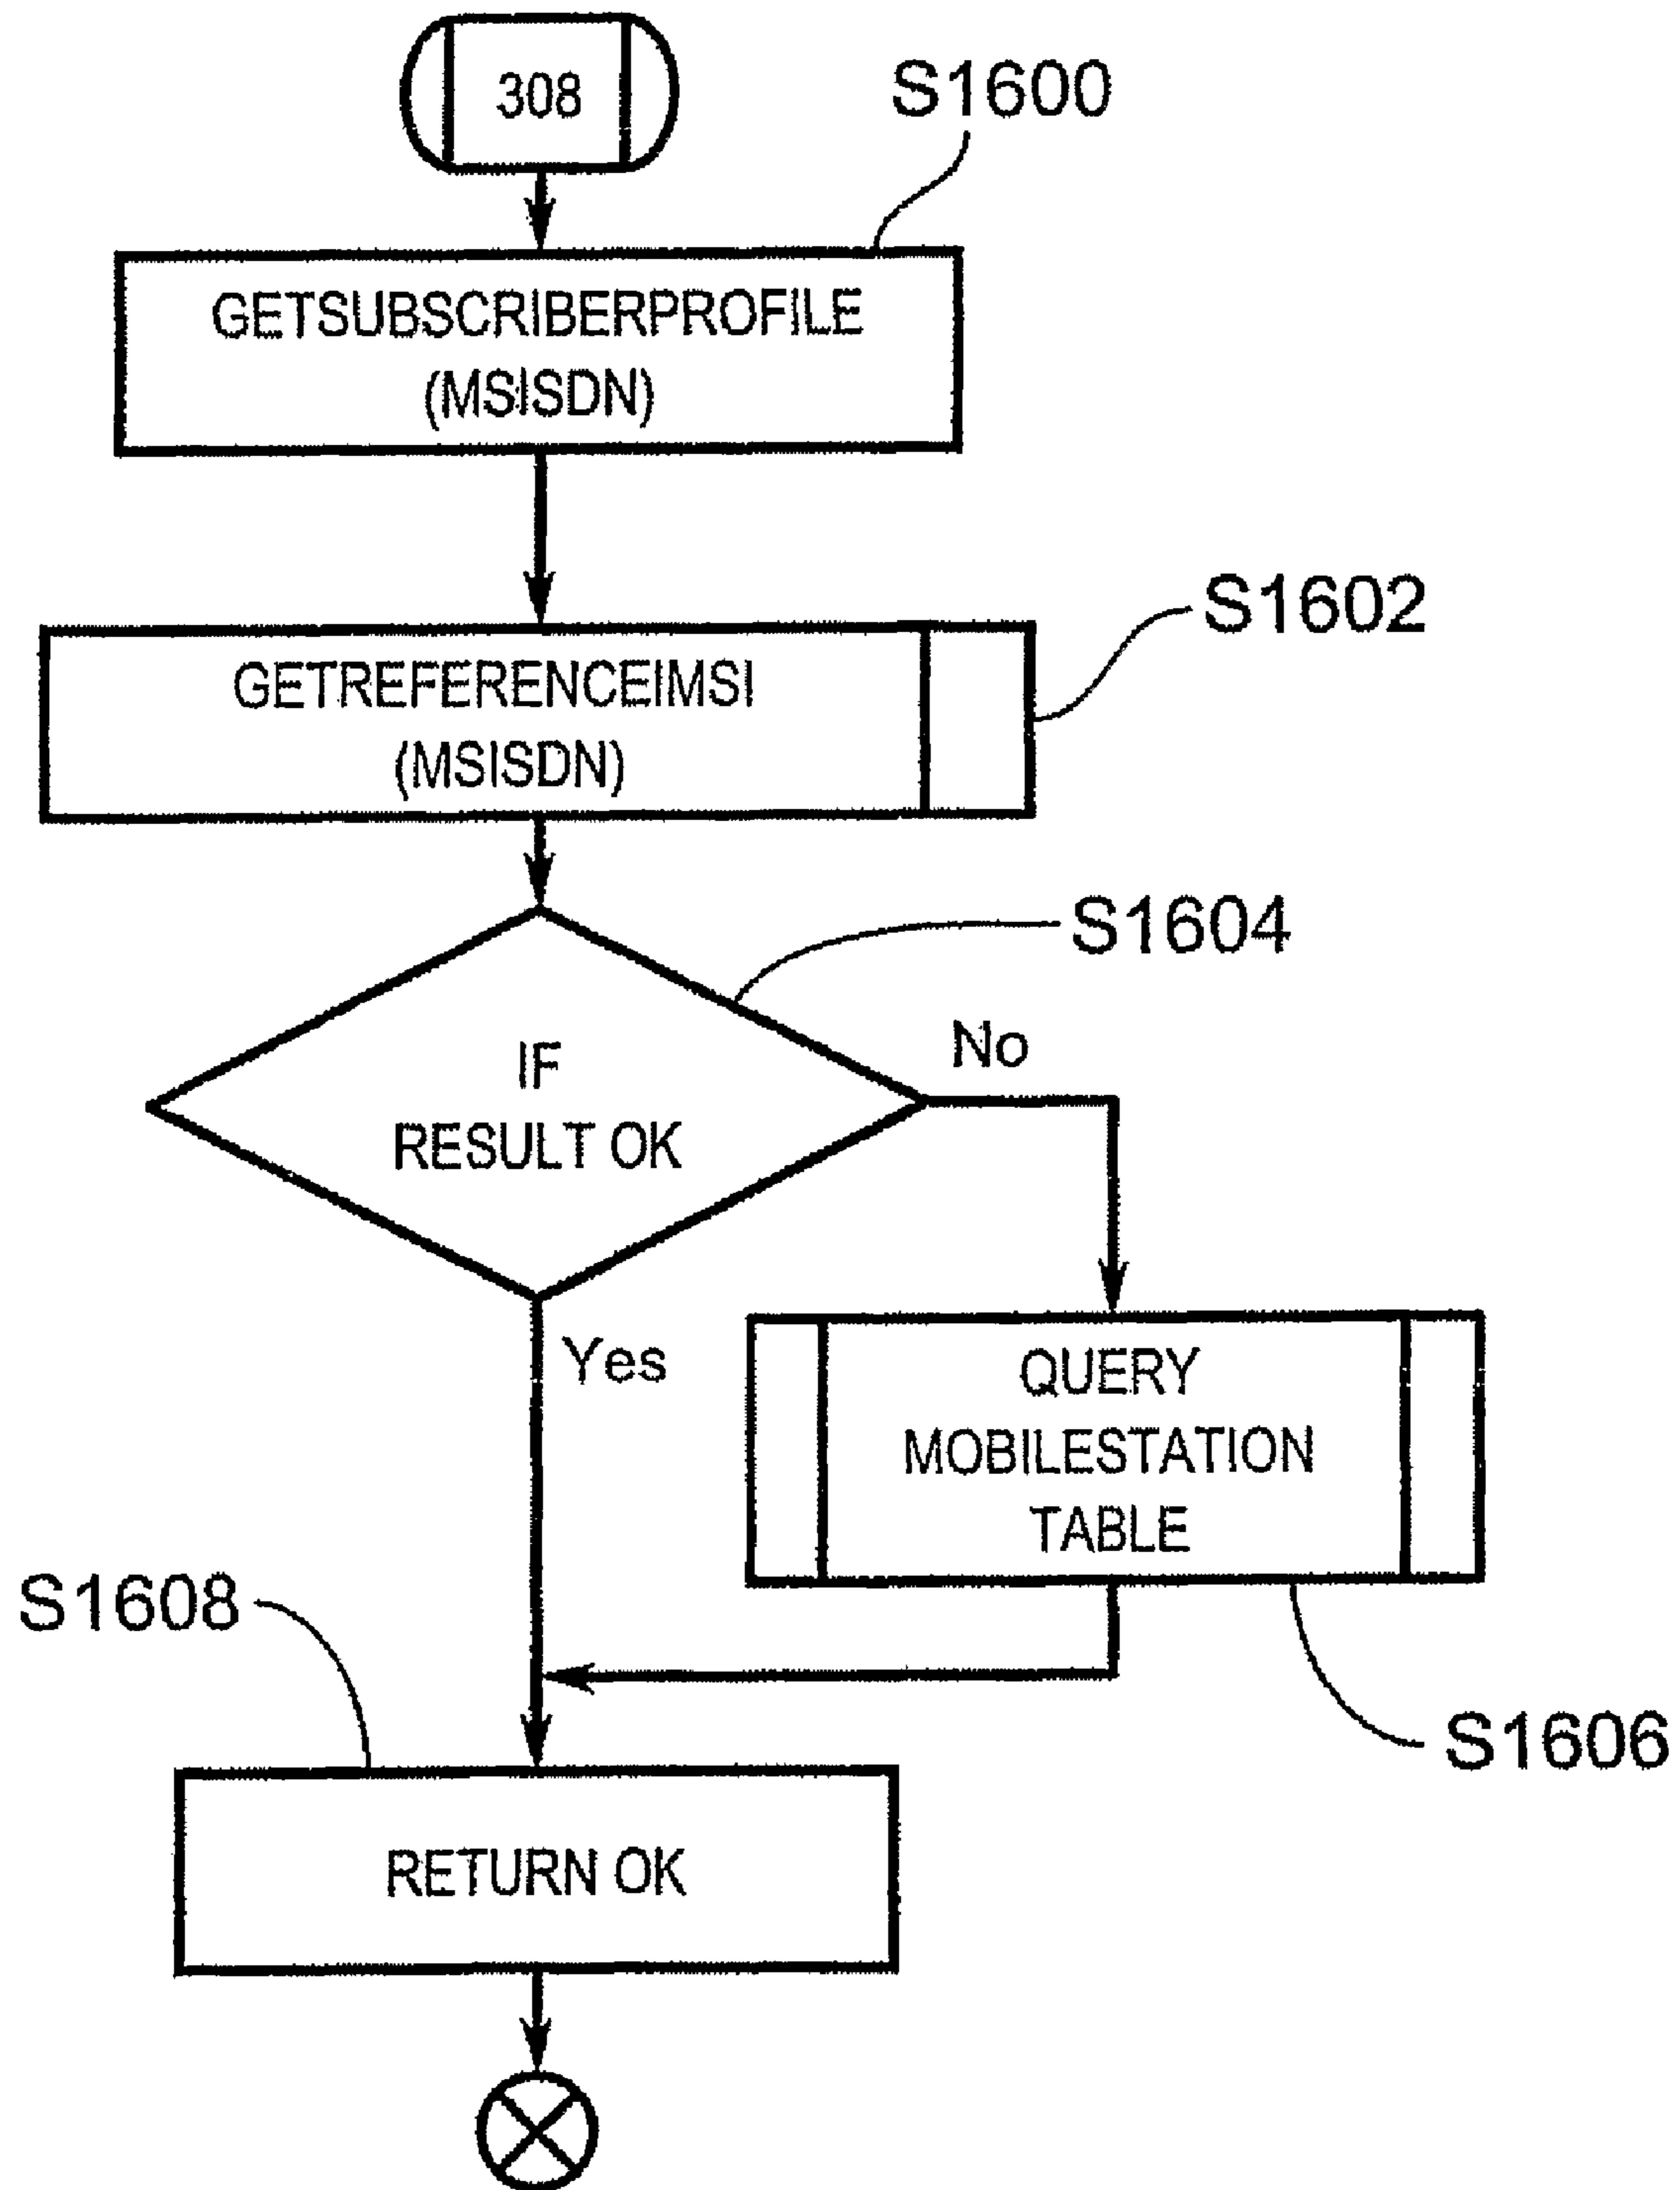 308
S1600
GETSUBSCRIBERPROFILE
(MSISDN)
S1602
GETREFERENCEIMSI
(MSISDN)
S1604
IF
RESULT OK
No
Yes
QUERY
MOBILESTATION
TABLE
S1608
S1606
RETURN OK